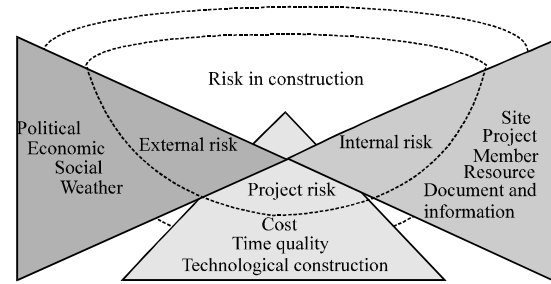 Risk in construction
Political
Economic
Social
Weather
External risk
Internal risk
Site
Project
Member
Resource
Document and
information
Project risk
Cost
Time quality
Technological construction